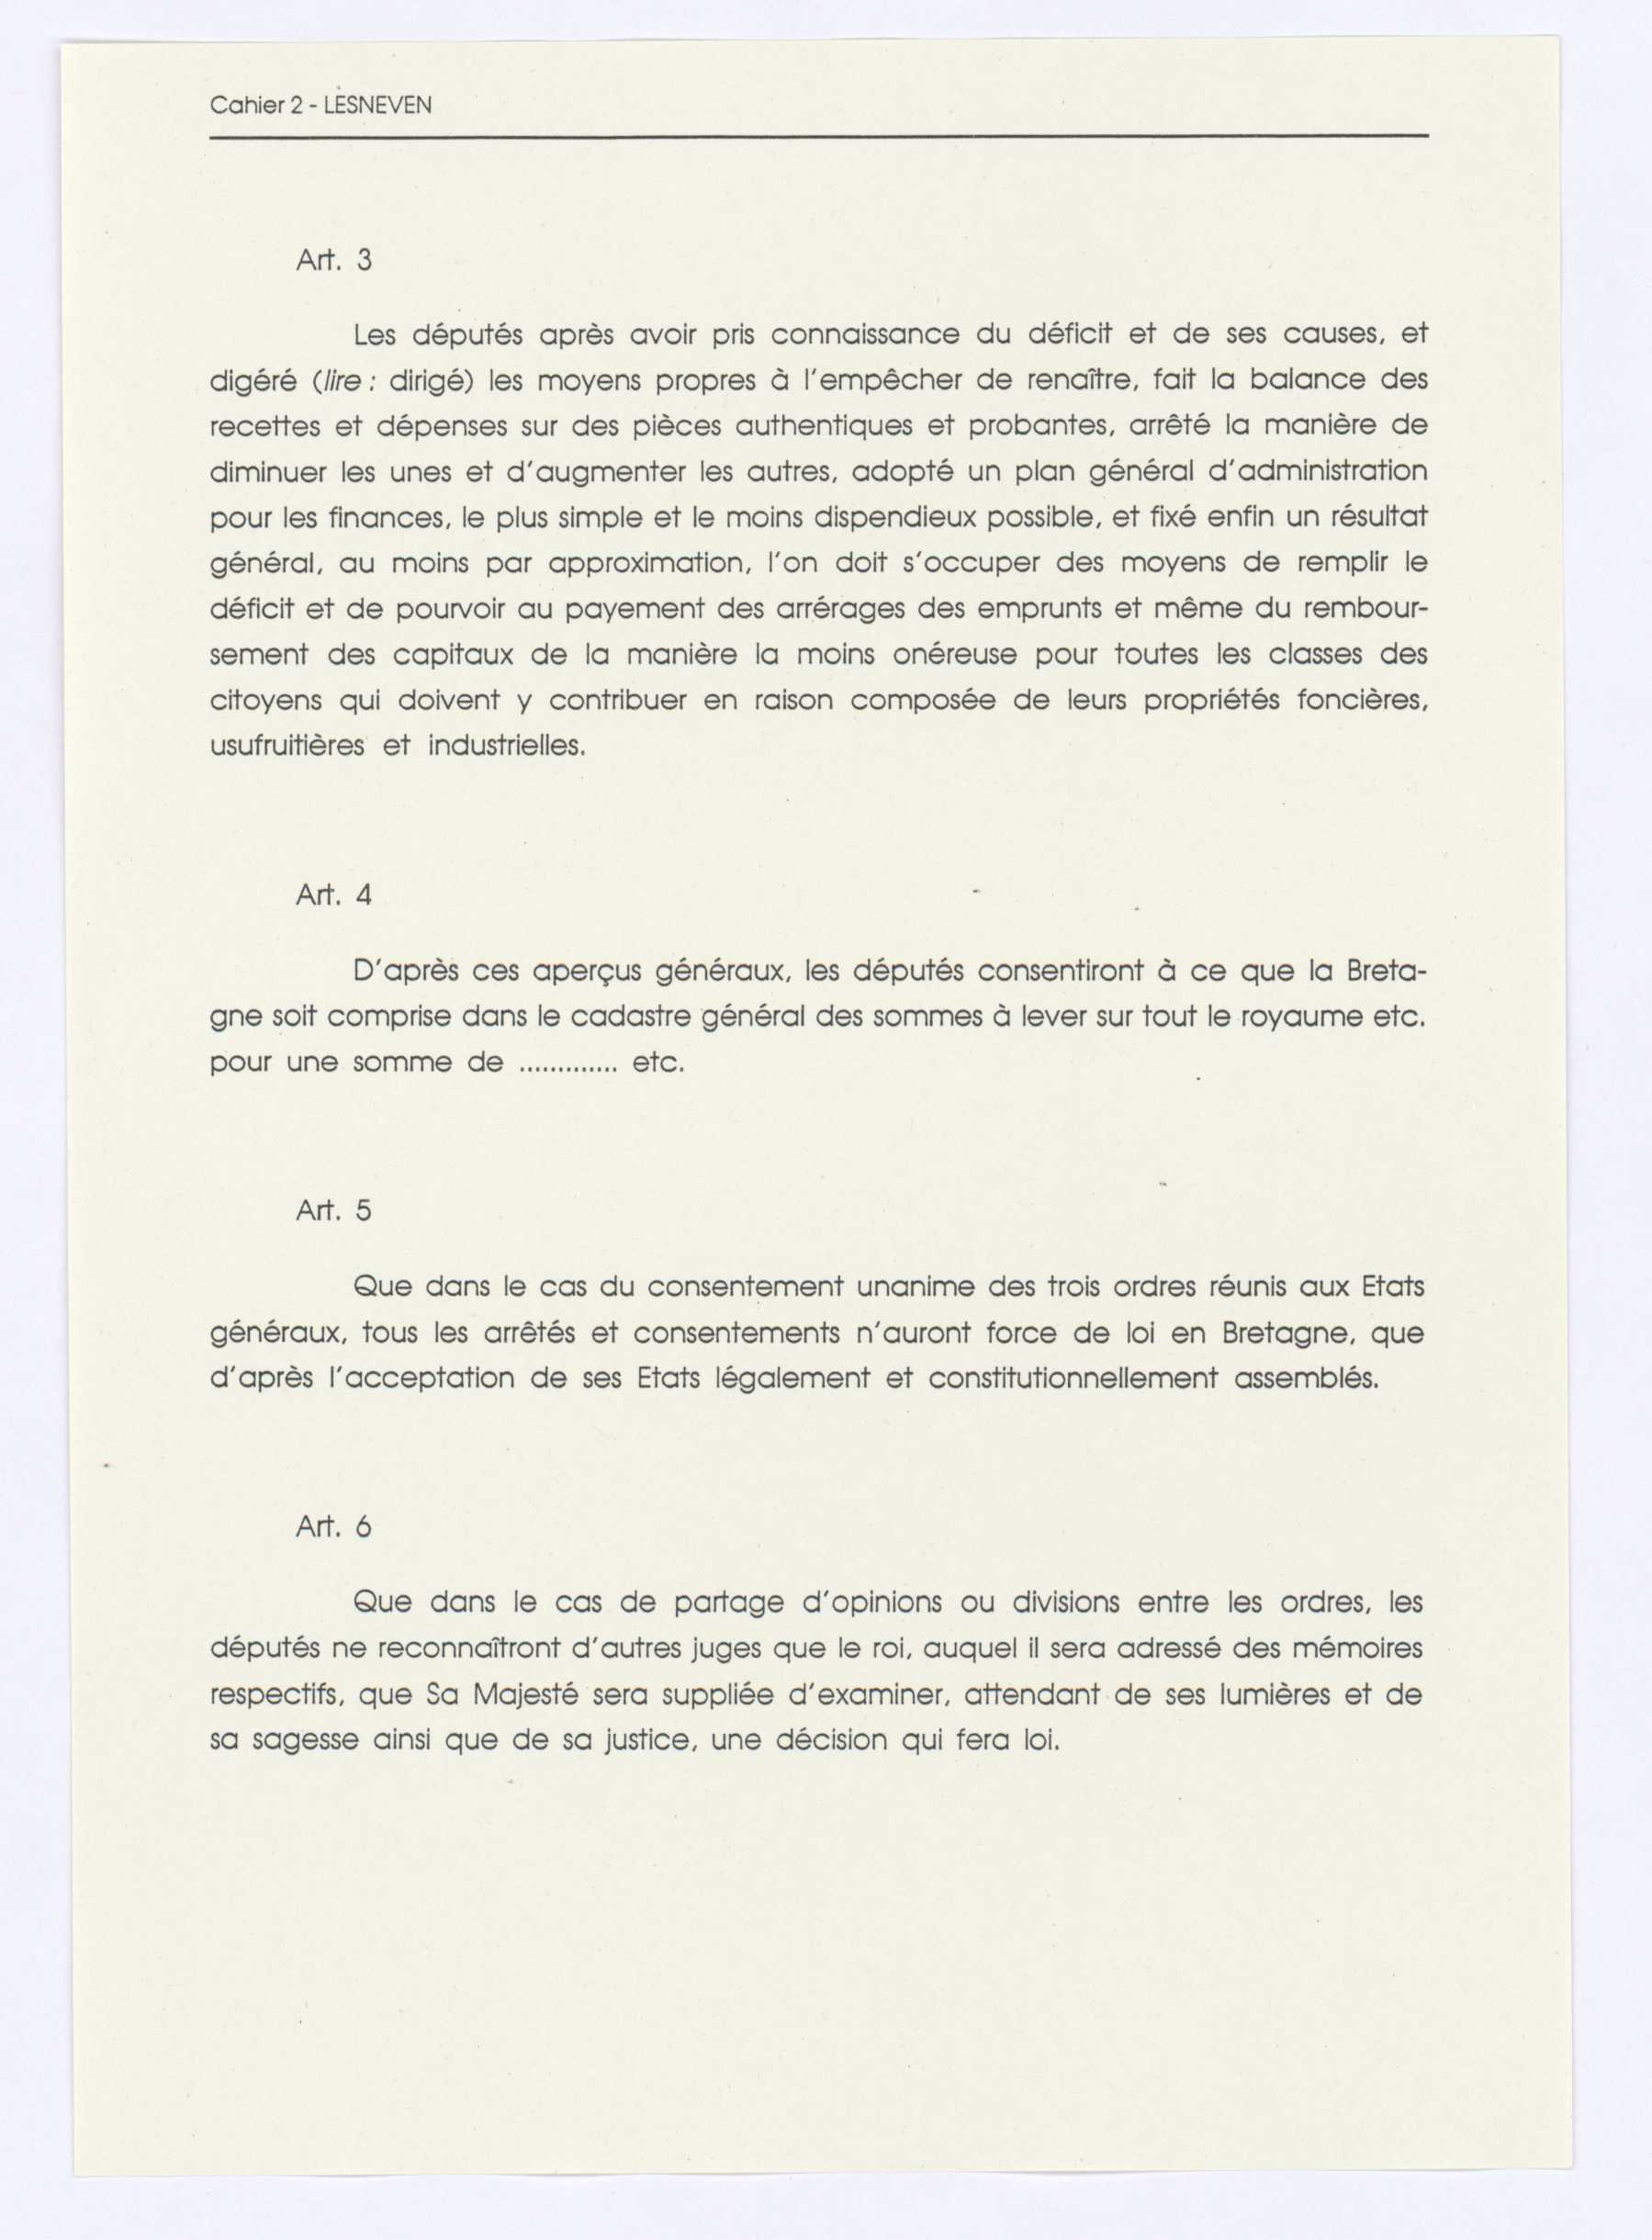 Cahier 2 - LESNEVEN
Art. 3
Les députés après avoir pris connaissance du déficit et de ses causes, et
digéré (lire : dirigé) les moyens propres à l'empêcher de renaître, fait la balance des
recettes et dépenses sur des pièces authentiques et probantes, arrêté la manière de
diminuer les unes et d'augmenter les autres, adopté un plan général d'administration
pour les finances, le plus simple et le moins dispendieux possible, et fixé enfin un résultat
général, au moins par approximation, l'on doit s'occuper des moyens de remplir le
déficit et de pourvoir au payement des arrérages des emprunts et même du rembour-
sement des capitaux de la manière la moins onéreuse pour toutes les classes des
citoyens qui doivent y contribuer en raison composée de leurs propriétés foncières,
usufruitières et industrielles.
Art. 4
D'après ces aperçus généraux, les députés consentiront à ce que la Breta-
gne soit comprise dans le cadastre général des sommes à lever sur tout le royaume etc.
pour une somme de ............. etc.
Art. 5
Que dans le cas du consentement unanime des trois ordres réunis aux Etats
généraux, tous les arrêtés et consentements n'auront force de loi en Bretagne, que
d'après l'acceptation de ses Etats légalement et constitutionnellement assemblés.
Art. 6
Que dans le cas de partage d'opinions ou divisions entre les ordres, les
députés ne reconnaîtront d'autres juges que le roi, auquel il sera adressé des mémoires
respectifs, que Sa Majesté sera suppliée d'examiner, attendant de ses lumières et de
sa sagesse ainsi que de sa justice, une décision qui fera loi.